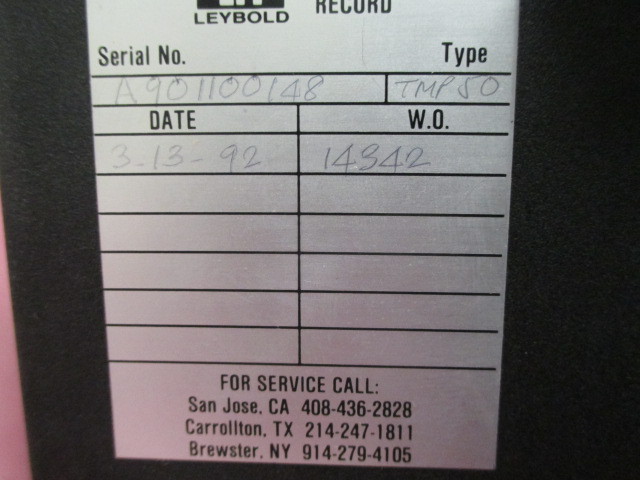 LEYBOLD RECORD
Serial No. Type
A901100148 TMP50
DATE W.O.
3-13-92 14342
FOR SERVICE CALL:
San Jose, CA 408-436-2828
Carrollton, TX 214-247-1811
Brewster, NY 914-279-4105